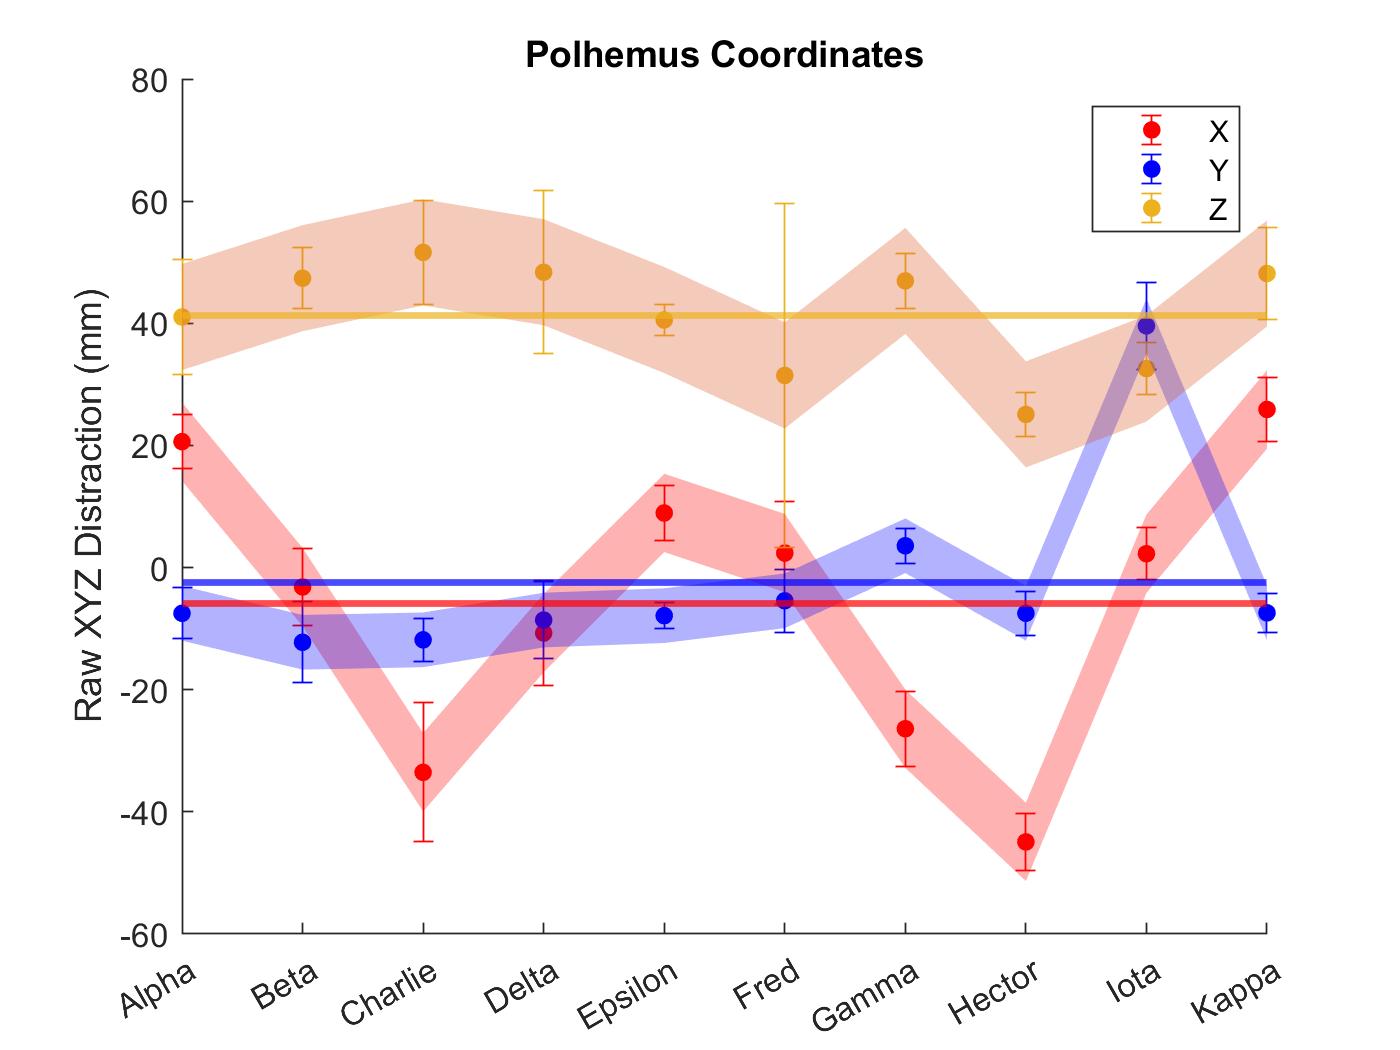 Polhemus Coordinates
X
Y
Z
Raw XYZ Distraction (mm)
80
60
40
20
0
-20
-40
-60
Alpha
Beta
Charlie
Delta
Epsilon
Fred
Gamma
Hector
Iota
Kappa